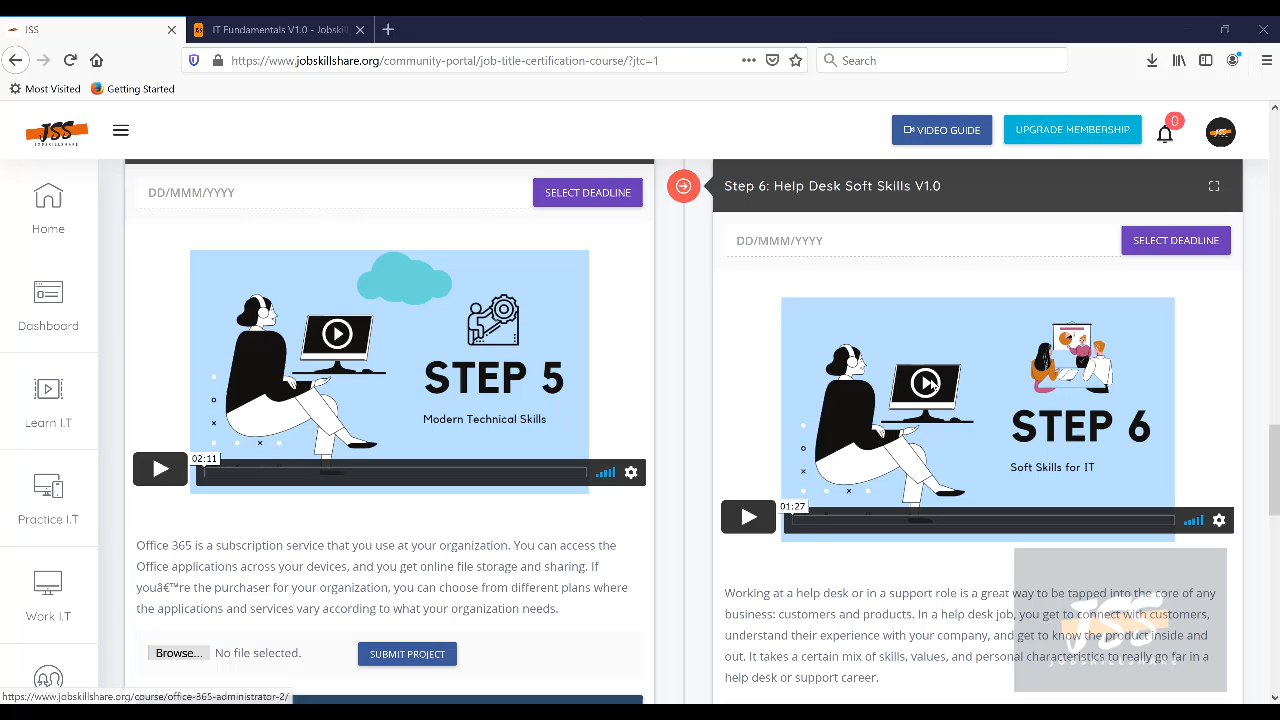 JSS
IT Fundamentals V1.0 - Jobskill
https://www.jobskillshare.org/community-portal/job-title-certification-course/?jtc=1
Search
Most Visited
Getting Started
JSS
JOBSKILLSHARE
VIDEO GUIDE
UPGRADE MEMBERSHIP
0
JSS
Home
Dashboard
Learn I.T
Practice I.T
Work I.T
DD/MMM/YYYY
SELECT DEADLINE
STEP 5
Modern Technical Skills
02:11
Office 365 is a subscription service that you use at your organization. You can access the
Office applications across your devices, and you get online file storage and sharing. If
youâ€™re the purchaser for your organization, you can choose from different plans where
the applications and services vary according to what your organization needs.
Browse...
No file selected.
SUBMIT PROJECT
Step 6: Help Desk Soft Skills V1.0
DD/MMM/YYYY
SELECT DEADLINE
STEP 6
Soft Skills for IT
01:27
Working at a help desk or in a support role is a great way to be tapped into the core of any
business: customers and products. In a help desk job, you get to connect with customers,
understand their experience with your company, and get to know the product inside and
out. It takes a certain mix of skills, values, and personal characteristics to really go far in a
help desk or support career.
JSS
JOBSKILLSHARE
https://www.jobskillshare.org/course/office-365-administrator-2/